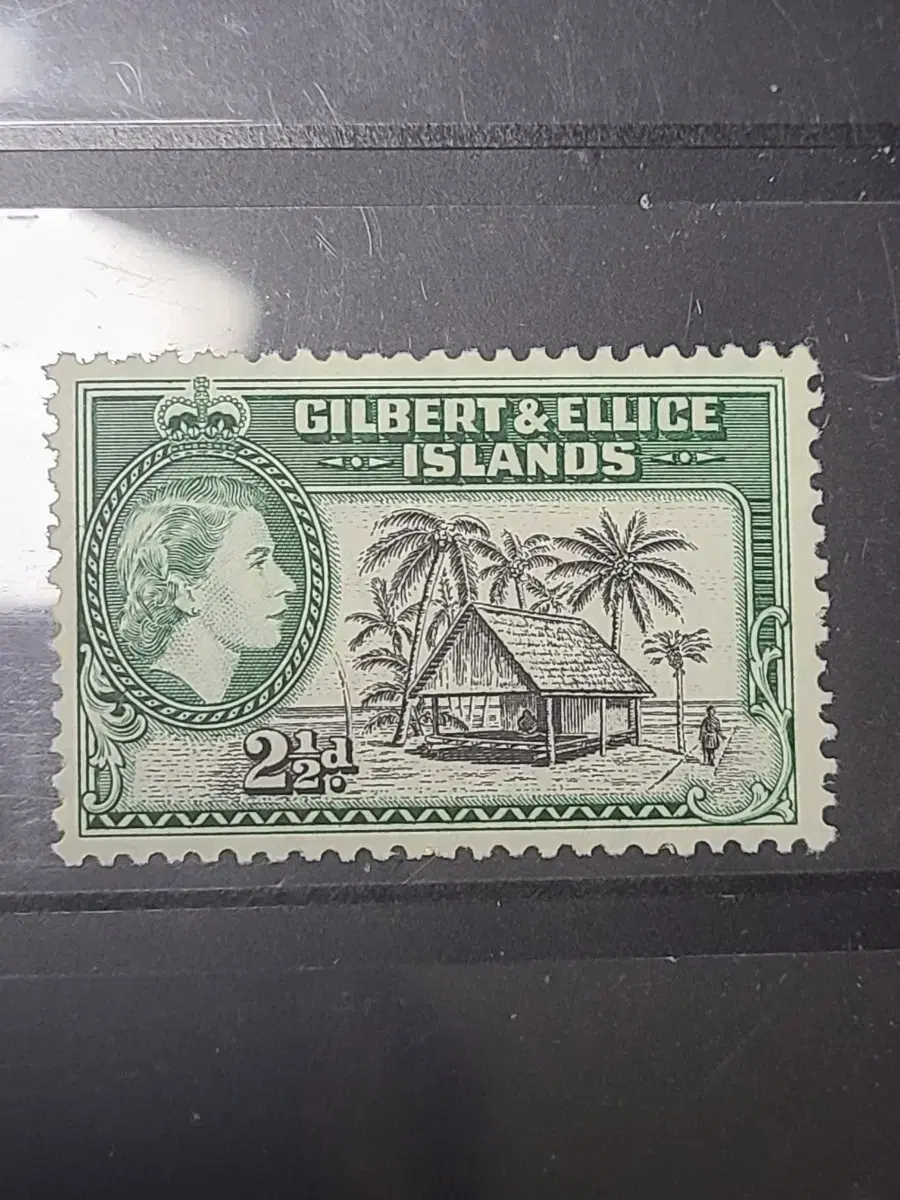 GILBERT & ELLICE
ISLANDS
2½d.